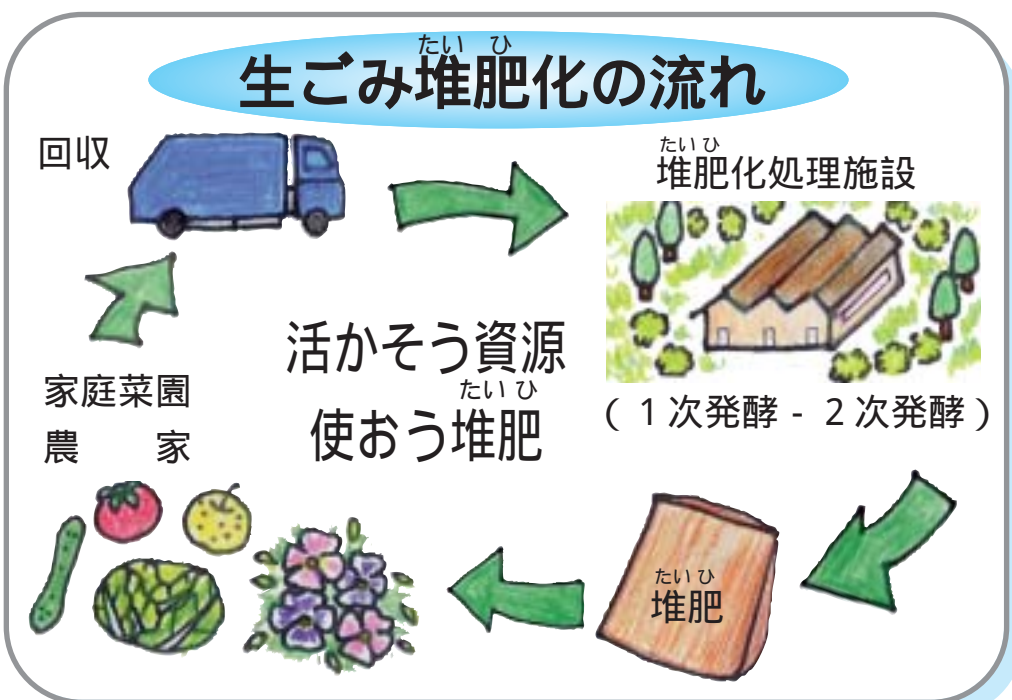 たい ひ
生ごみ堆肥化の流れ
回収
たい ひ
堆肥化処理施設
活かそう資源
たい ひ
使おう堆肥
(1次発酵 - 2次発酵)
家庭菜園
農　　家
たい ひ
堆肥